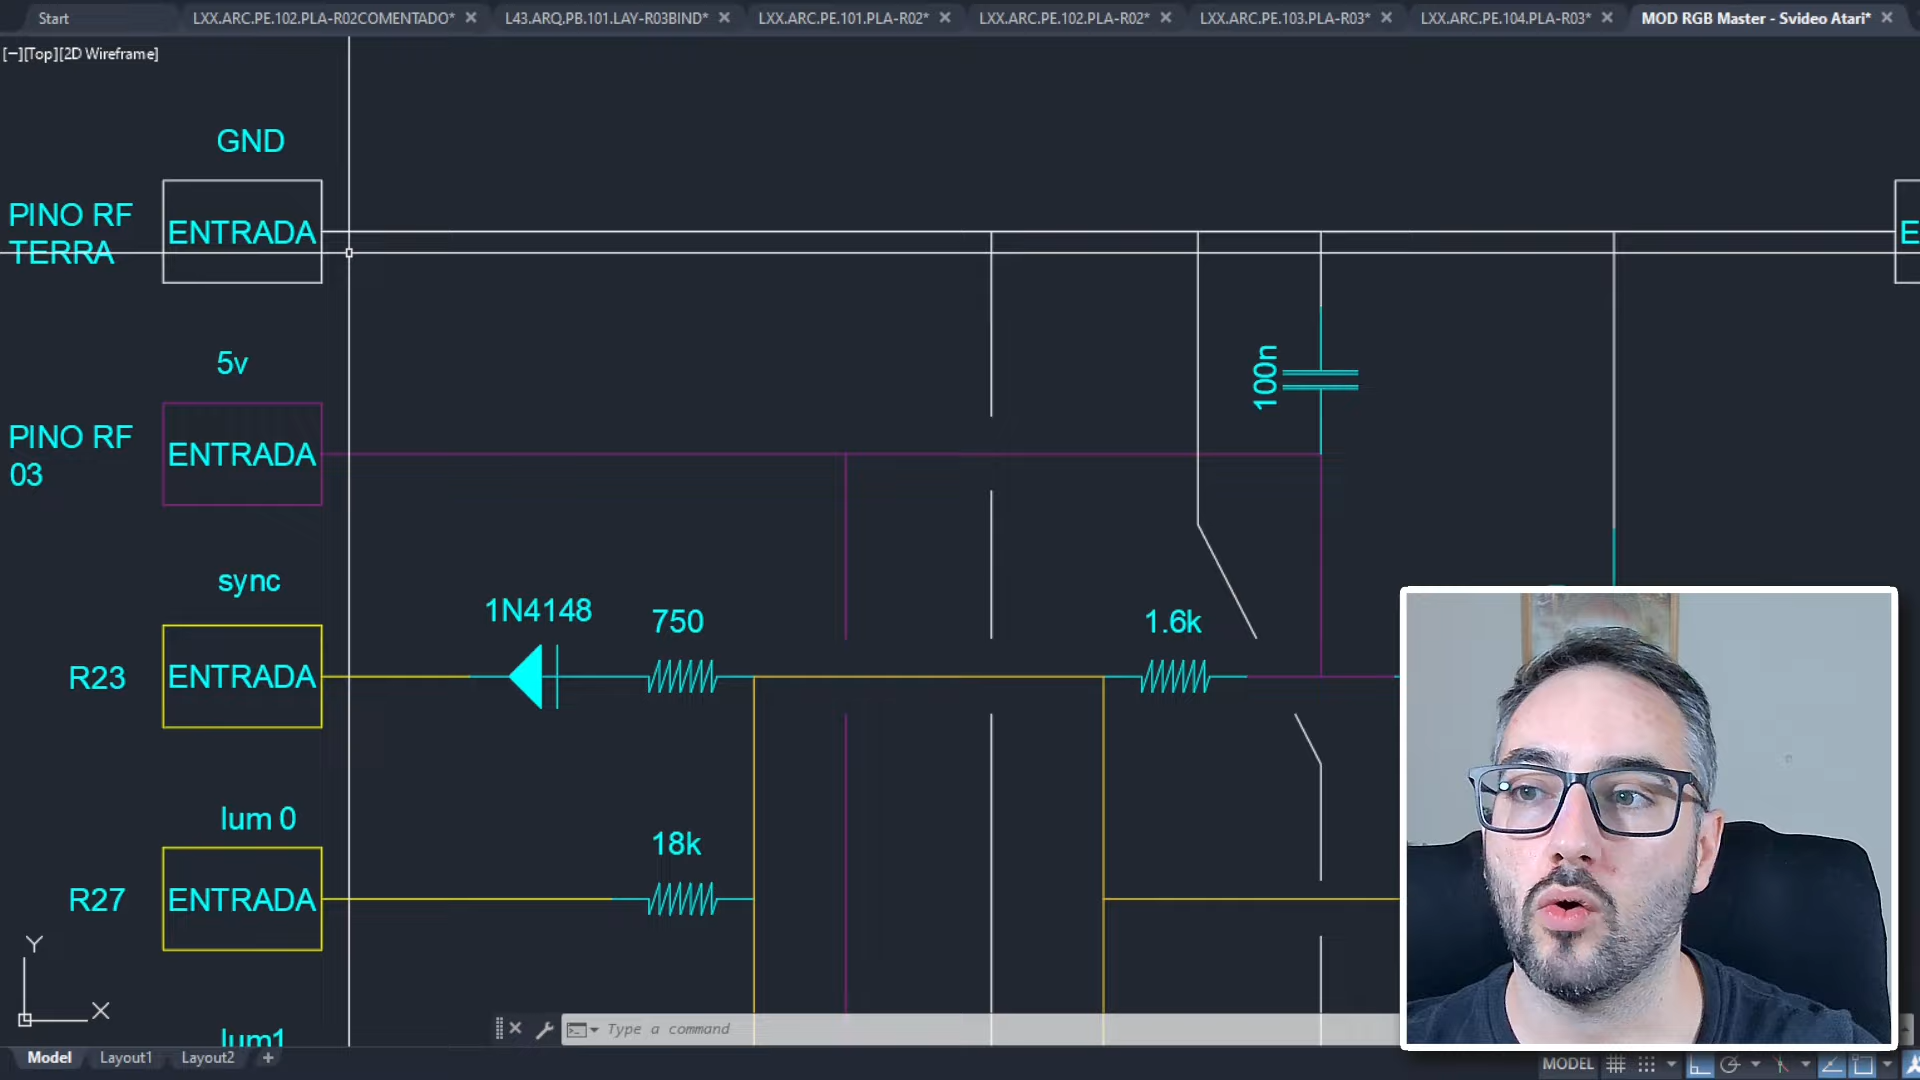 Start
LXX.ARC.PE.102.PLA-R02COMENTADO*
L43.ARQ.PB.101.LAY-R03BIND*
LXX.ARC.PE.101.PLA-R02*
LXX.ARC.PE.102.PLA-R02*
LXX.ARC.PE.103.PLA-R03*
LXX.ARC.PE.104.PLA-R03*
MOD RGB Master - Svideo Atari*
[−][Top][2D Wireframe]
GND
PINO RF
TERRA
ENTRADA
E
5v
100n
PINO RF
03
ENTRADA
sync
1N4148
750
1.6k
R23
ENTRADA
lum 0
18k
R27
ENTRADA
Y
X
lum1
Type a command
Model
Layout1
Layout2
+
MODEL